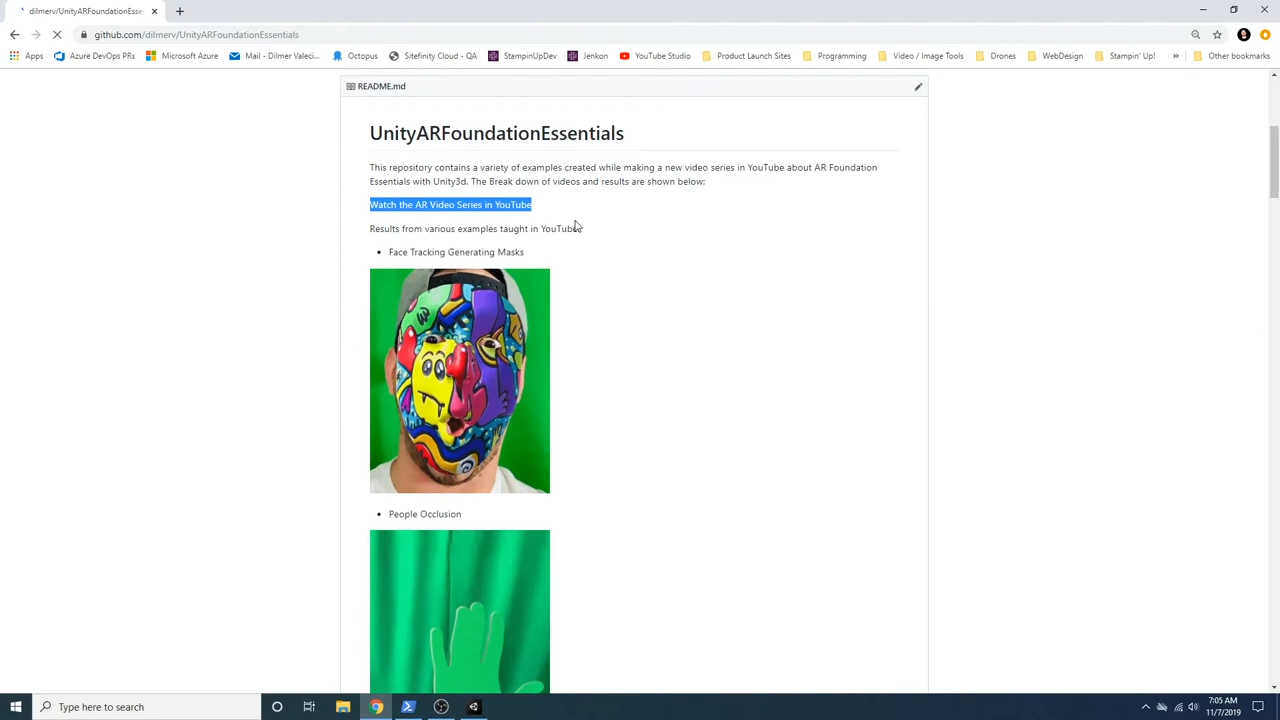 dilmerv/UnityARFoundationEsse
github.com/dilmerv/UnityARFoundationEssentials
Apps
Azure DevOps PRs
Microsoft Azure
Mail - Dilmer Valeci...
Octopus
Sitefinity Cloud - QA
StampinUpDev
Jenkon
YouTube Studio
Product Launch Sites
Programming
Video / Image Tools
Drones
WebDesign
Stampin' Up!
»
Other bookmarks
README.md
UnityARFoundationEssentials
This repository contains a variety of examples created while making a new video series in YouTube about AR Foundation
Essentials with Unity3d. The Break down of videos and results are shown below:
Watch the AR Video Series in YouTube
Results from various examples taught in YouTube:
Face Tracking Generating Masks
People Occlusion
Type here to search
7:05 AM
11/7/2019